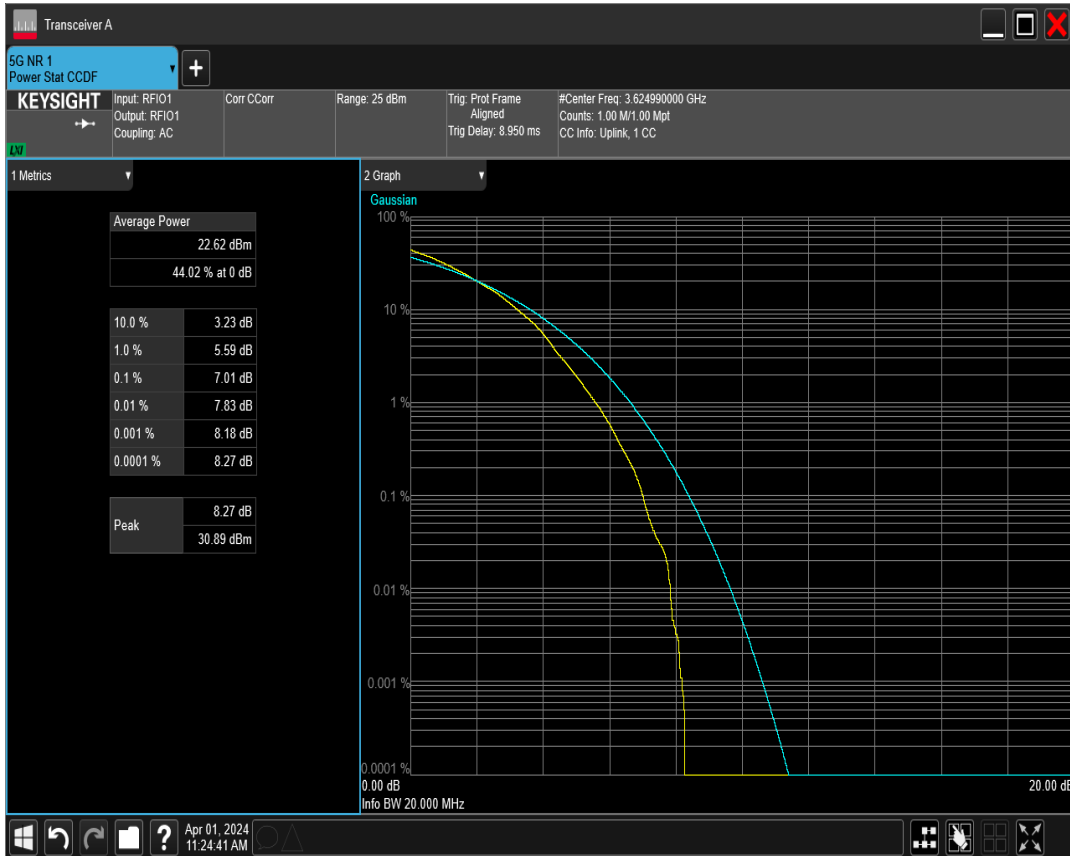 Transceiver A
5G NR 1
Power Stat CCDF
KEYSIGHT
LXI
Input: RFIO1
Output: RFIO1
Coupling: AC
Corr CCorr
Range: 25 dBm
Trig: Prot Frame
Aligned
Trig Delay: 8.950 ms
#Center Freq: 3.624990000 GHz
Counts: 1.00 M/1.00 Mpt
CC Info: Uplink, 1 CC
1 Metrics
Average Power
22.62 dBm
44.02 % at 0 dB
10.0 % 3.23 dB
1.0 % 5.59 dB
0.1 % 7.01 dB
0.01 % 7.83 dB
0.001 % 8.18 dB
0.0001 % 8.27 dB
Peak 8.27 dB
30.89 dBm
2 Graph
Gaussian
100 %
10 %
1 %
0.1 %
0.01 %
0.001 %
0.0001 %
0.00 dB 20.00 dB
Info BW 20.000 MHz
? Apr 01, 2024
11:24:41 AM